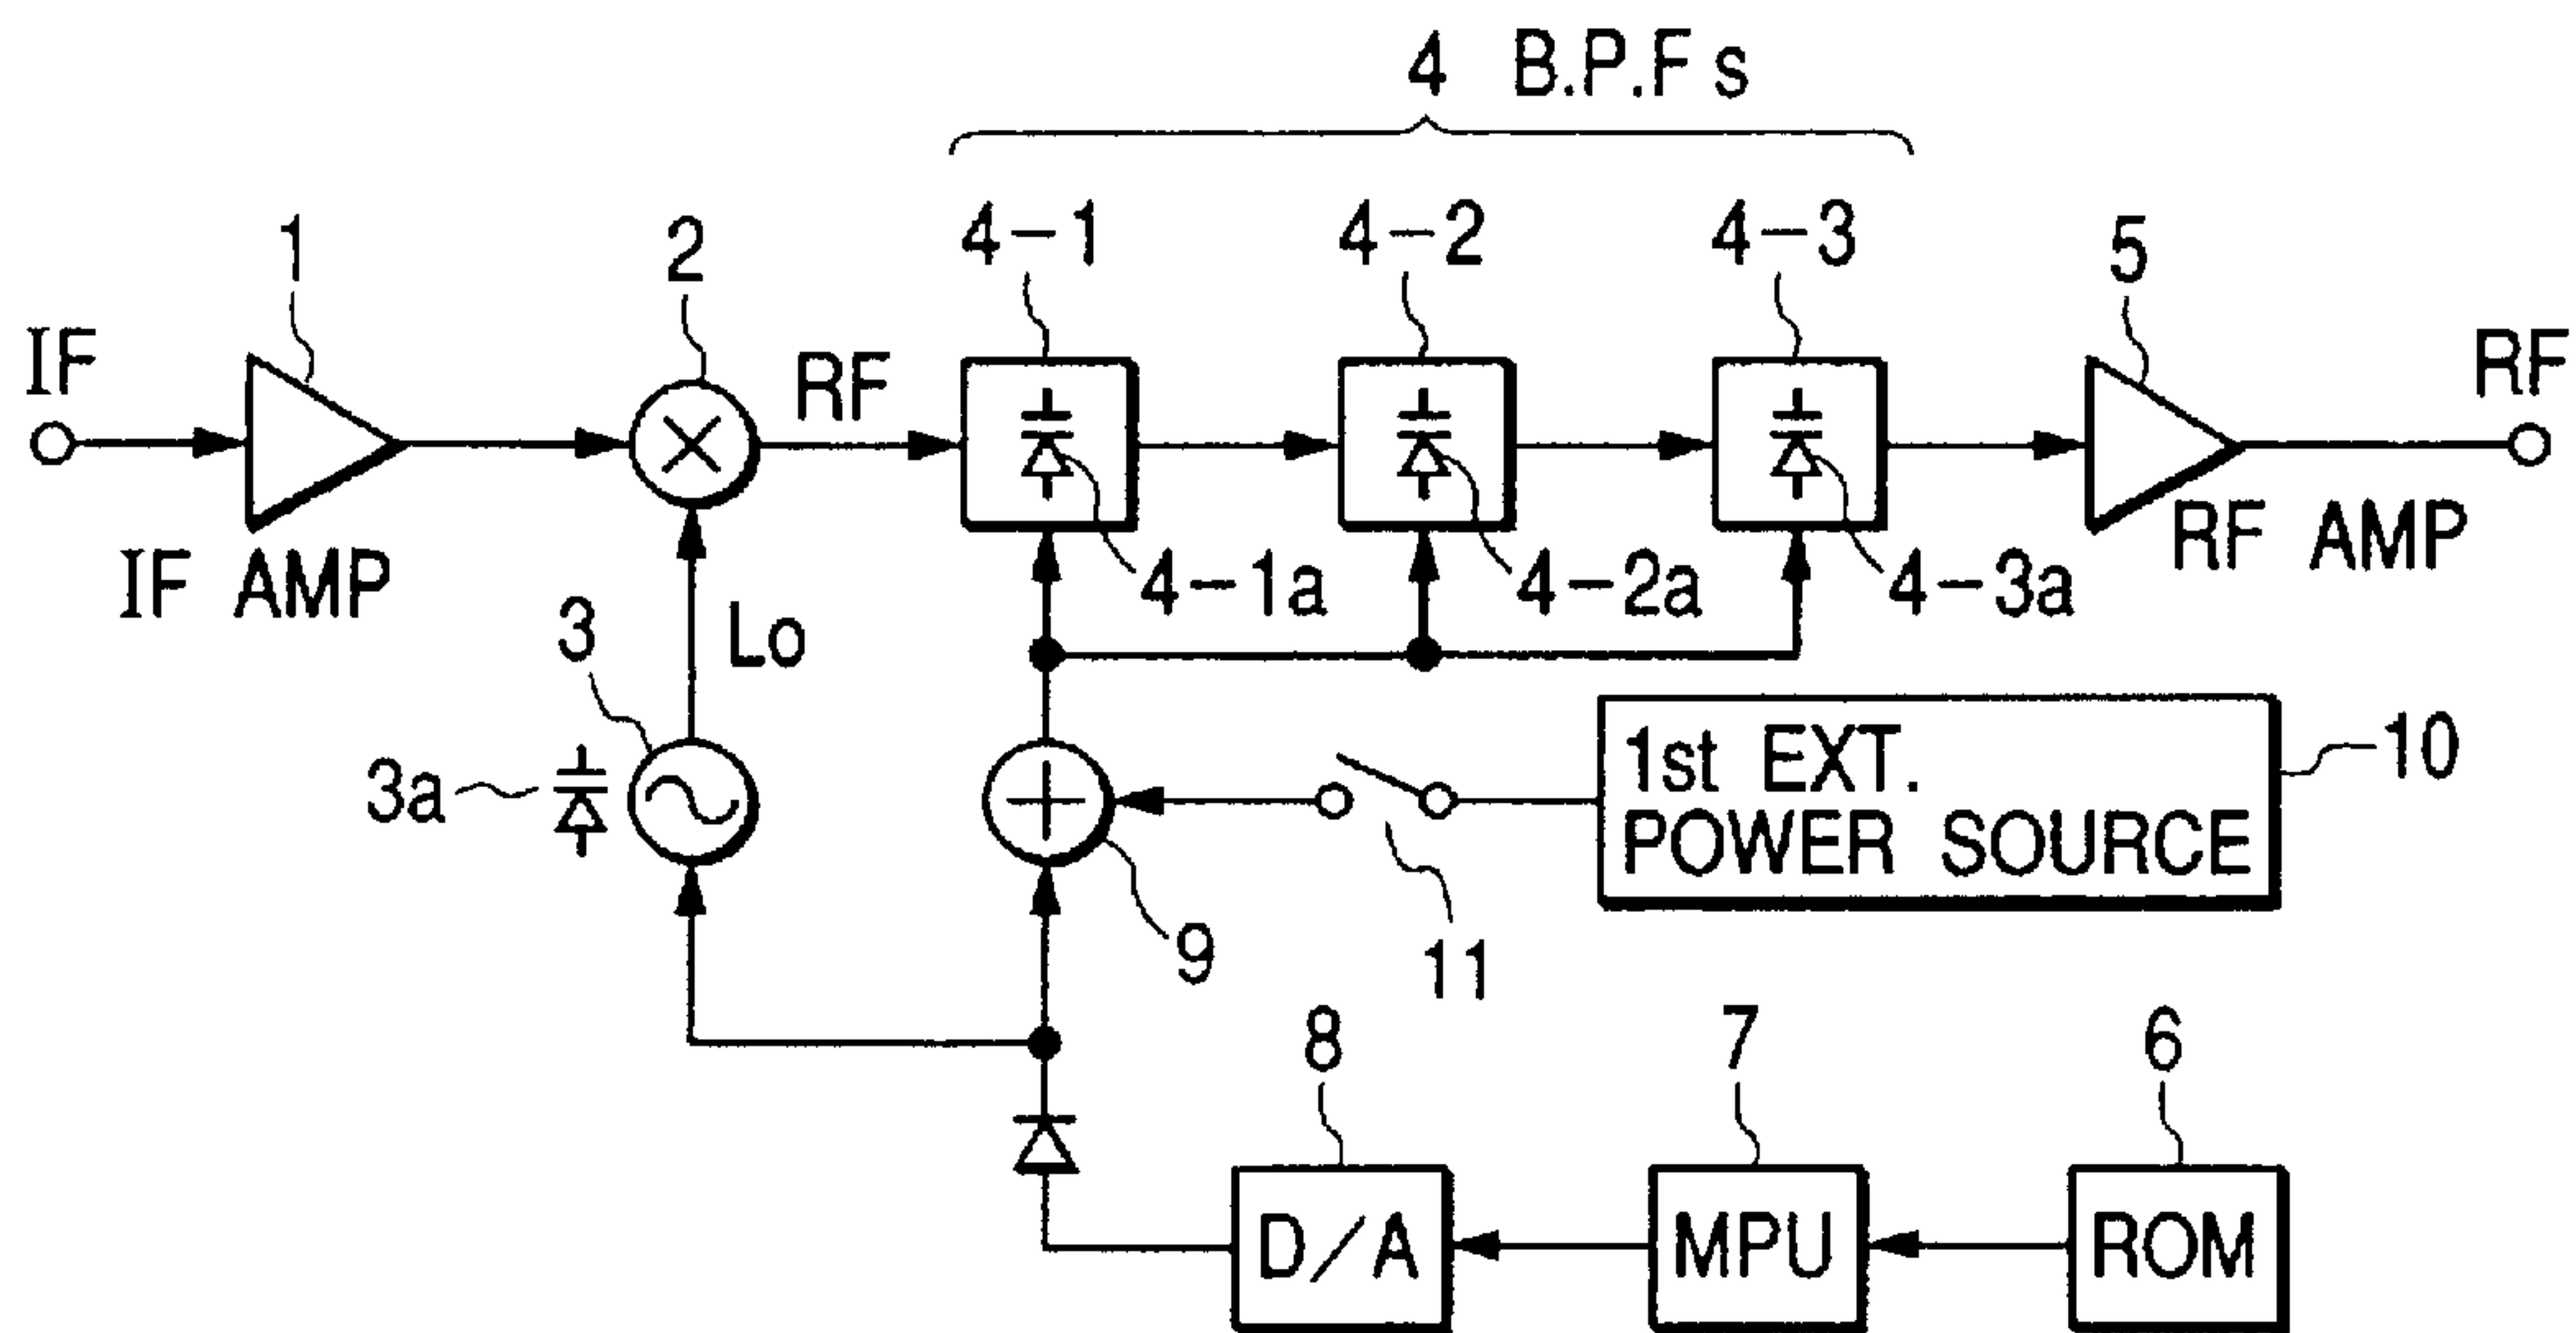 4 B.P.F s
1
2
4-1
4-2
4-3
5
IF
RF
RF
IF AMP
4-1a
4-2a
4-3a
RF AMP
3
Lo
3a
1st EXT.
POWER SOURCE
10
9
11
8
7
6
D/A
MPU
ROM